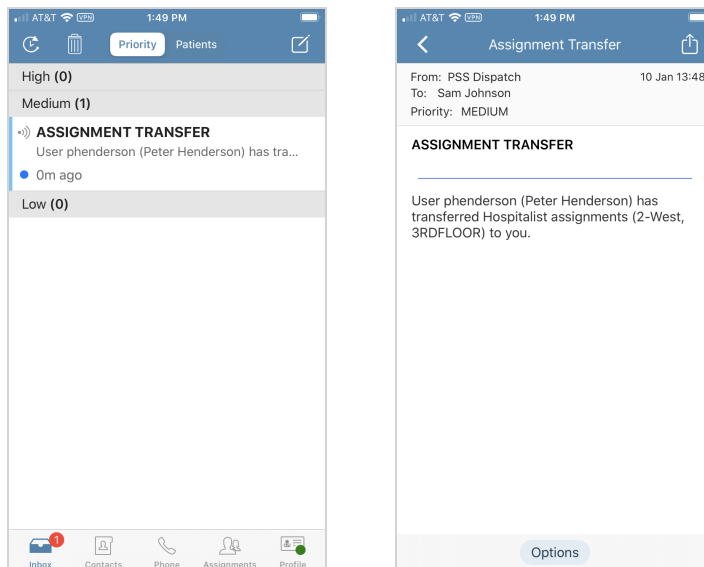 AT&T VPN 1:49 PM
Priority Patients
High (0)
Medium (1)
ASSIGNMENT TRANSFER
User phenderson (Peter Henderson) has tra...
0m ago
Low (0)
1
Inbox Contacts Phone Assignments Profile
AT&T VPN 1:49 PM
Assignment Transfer
From: PSS Dispatch 10 Jan 13:48
To: Sam Johnson
Priority: MEDIUM
ASSIGNMENT TRANSFER
User phenderson (Peter Henderson) has
transferred Hospitalist assignments (2-West,
3RDFLOOR) to you.
Options